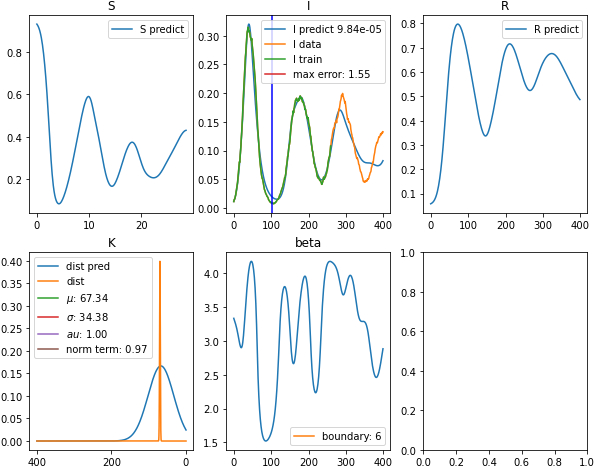 S
I
R
S predict
I predict 9.84e-05
I data
I train
max error: 1.55
R predict
0.8
0.6
0.4
0.2
0 10 20
0.30
0.25
0.20
0.15
0.10
0.05
0.00
0 100 200 300 400
0.8
0.7
0.6
0.5
0.4
0.3
0.2
0.1
0 100 200 300 400
K
beta
dist pred
dist
μ: 67.34
σ: 34.38
au: 1.00
norm term: 0.97
0.40
0.35
0.30
0.25
0.20
0.15
0.10
0.05
0.00
400 200 0
4.0
3.5
3.0
2.5
2.0
1.5
boundary: 6
0 100 200 300 400
1.0
0.8
0.6
0.4
0.2
0.0
0.0 0.2 0.4 0.6 0.8 1.0